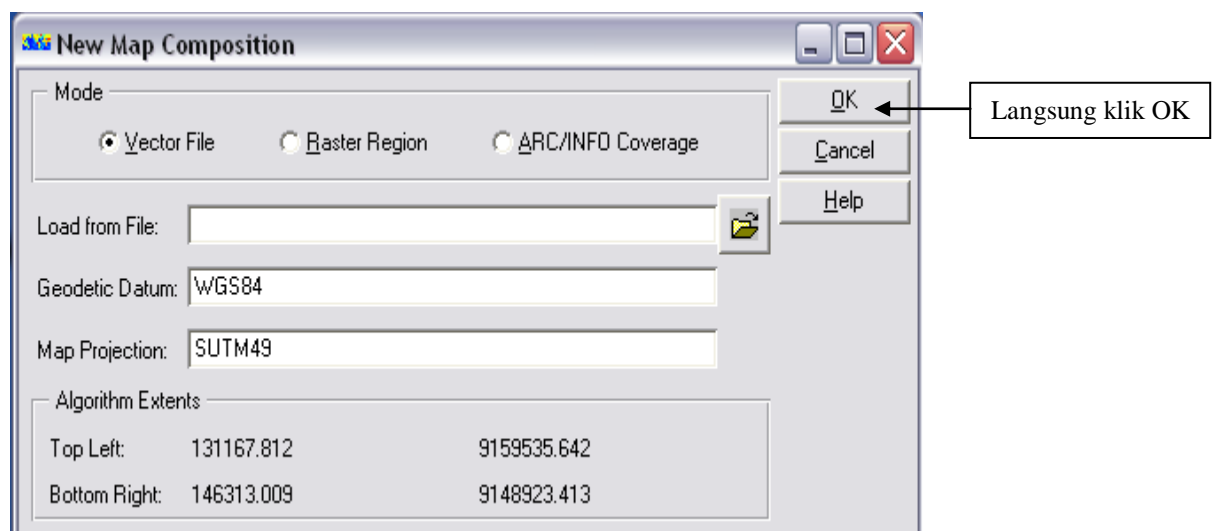 New Map Composition
Mode
Vector File Raster Region ARC/INFO Coverage
OK
Cancel
Help
Langsung klik OK
Load from File:
Geodetic Datum: WGS84
Map Projection: SUTM49
Algorithm Extents
Top Left: 131167.812 9159535.642
Bottom Right: 146313.009 9148923.413